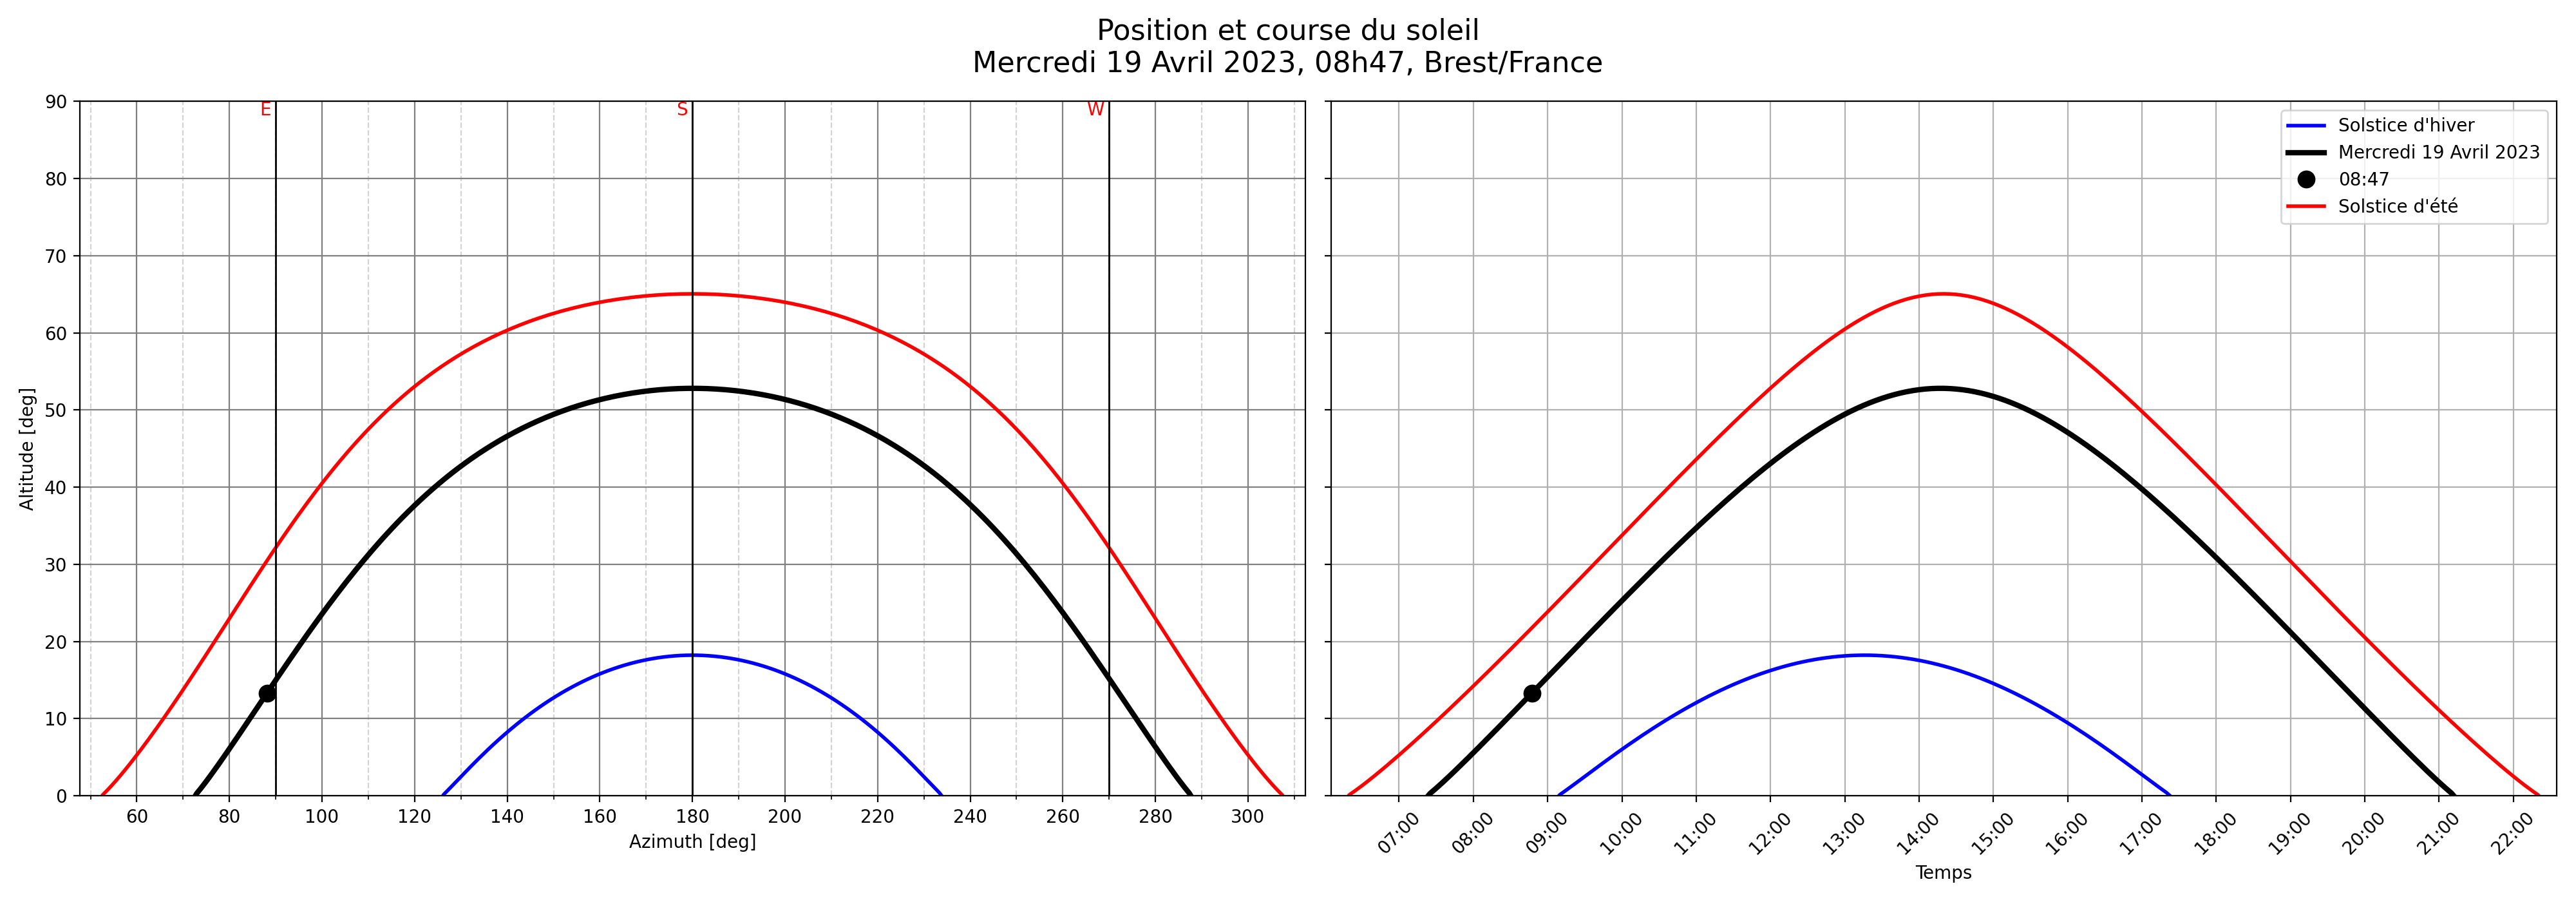 Position et course du soleil
Mercredi 19 Avril 2023, 08h47, Brest/France
E
S
W
90
80
70
60
50
40
30
20
10
0
Altitude [deg]
60 80 100 120 140 160 180 200 220 240 260 280 300
Azimuth [deg]
Solstice d'hiver
Mercredi 19 Avril 2023
08:47
Solstice d'été
07:00 08:00 09:00 10:00 11:00 12:00 13:00 14:00 15:00 16:00 17:00 18:00 19:00 20:00 21:00 22:00
Temps